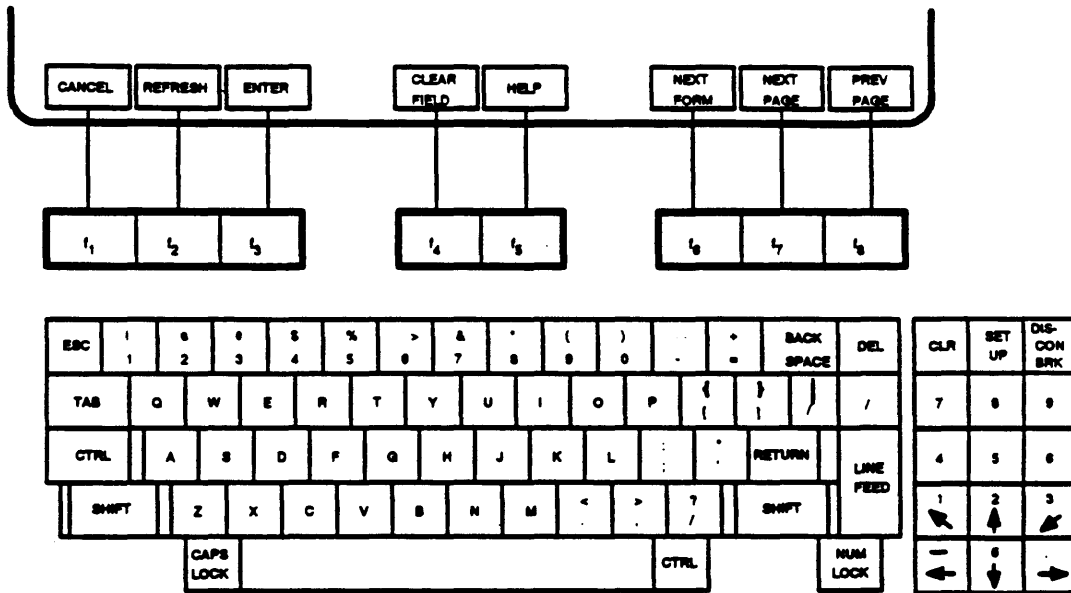 CANCEL REFRESH ENTER CLEAR FIELD HELP NEXT FORM NEXT PAGE PREV PAGE
f1 f2 f3 f4 f5 f6 f7 f8
ESC ! 1 2 # 3 $ 4 % 5 > 6 & 7 * 8 ( 9 ) 0 - + = BACK SPACE DEL
TAB Q W E R T Y U I O P { [ } ] | / /
CTRL A S D F G H J K L : ; RETURN LINE FEED
SHIFT Z X C V B N M < . > . ? / SHIFT
CAPS LOCK CTRL NUM LOCK
CLR SET UP DIS- CON BRK
7 8 9
4 5 6
1 2 3
– 6 .